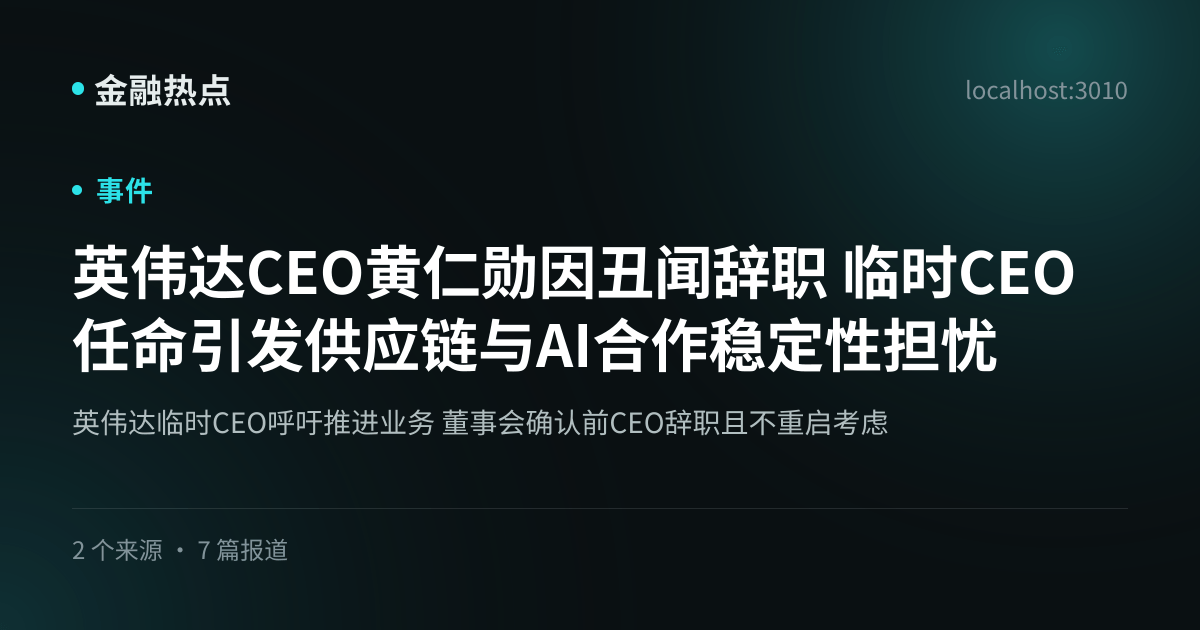 金融热点
localhost:3010
事件
英伟达CEO黄仁勋因丑闻辞职 临时CEO
任命引发供应链与AI合作稳定性担忧
英伟达临时CEO呼吁推进业务 董事会确认前CEO辞职且不重启考虑
2 个来源 · 7 篇报道